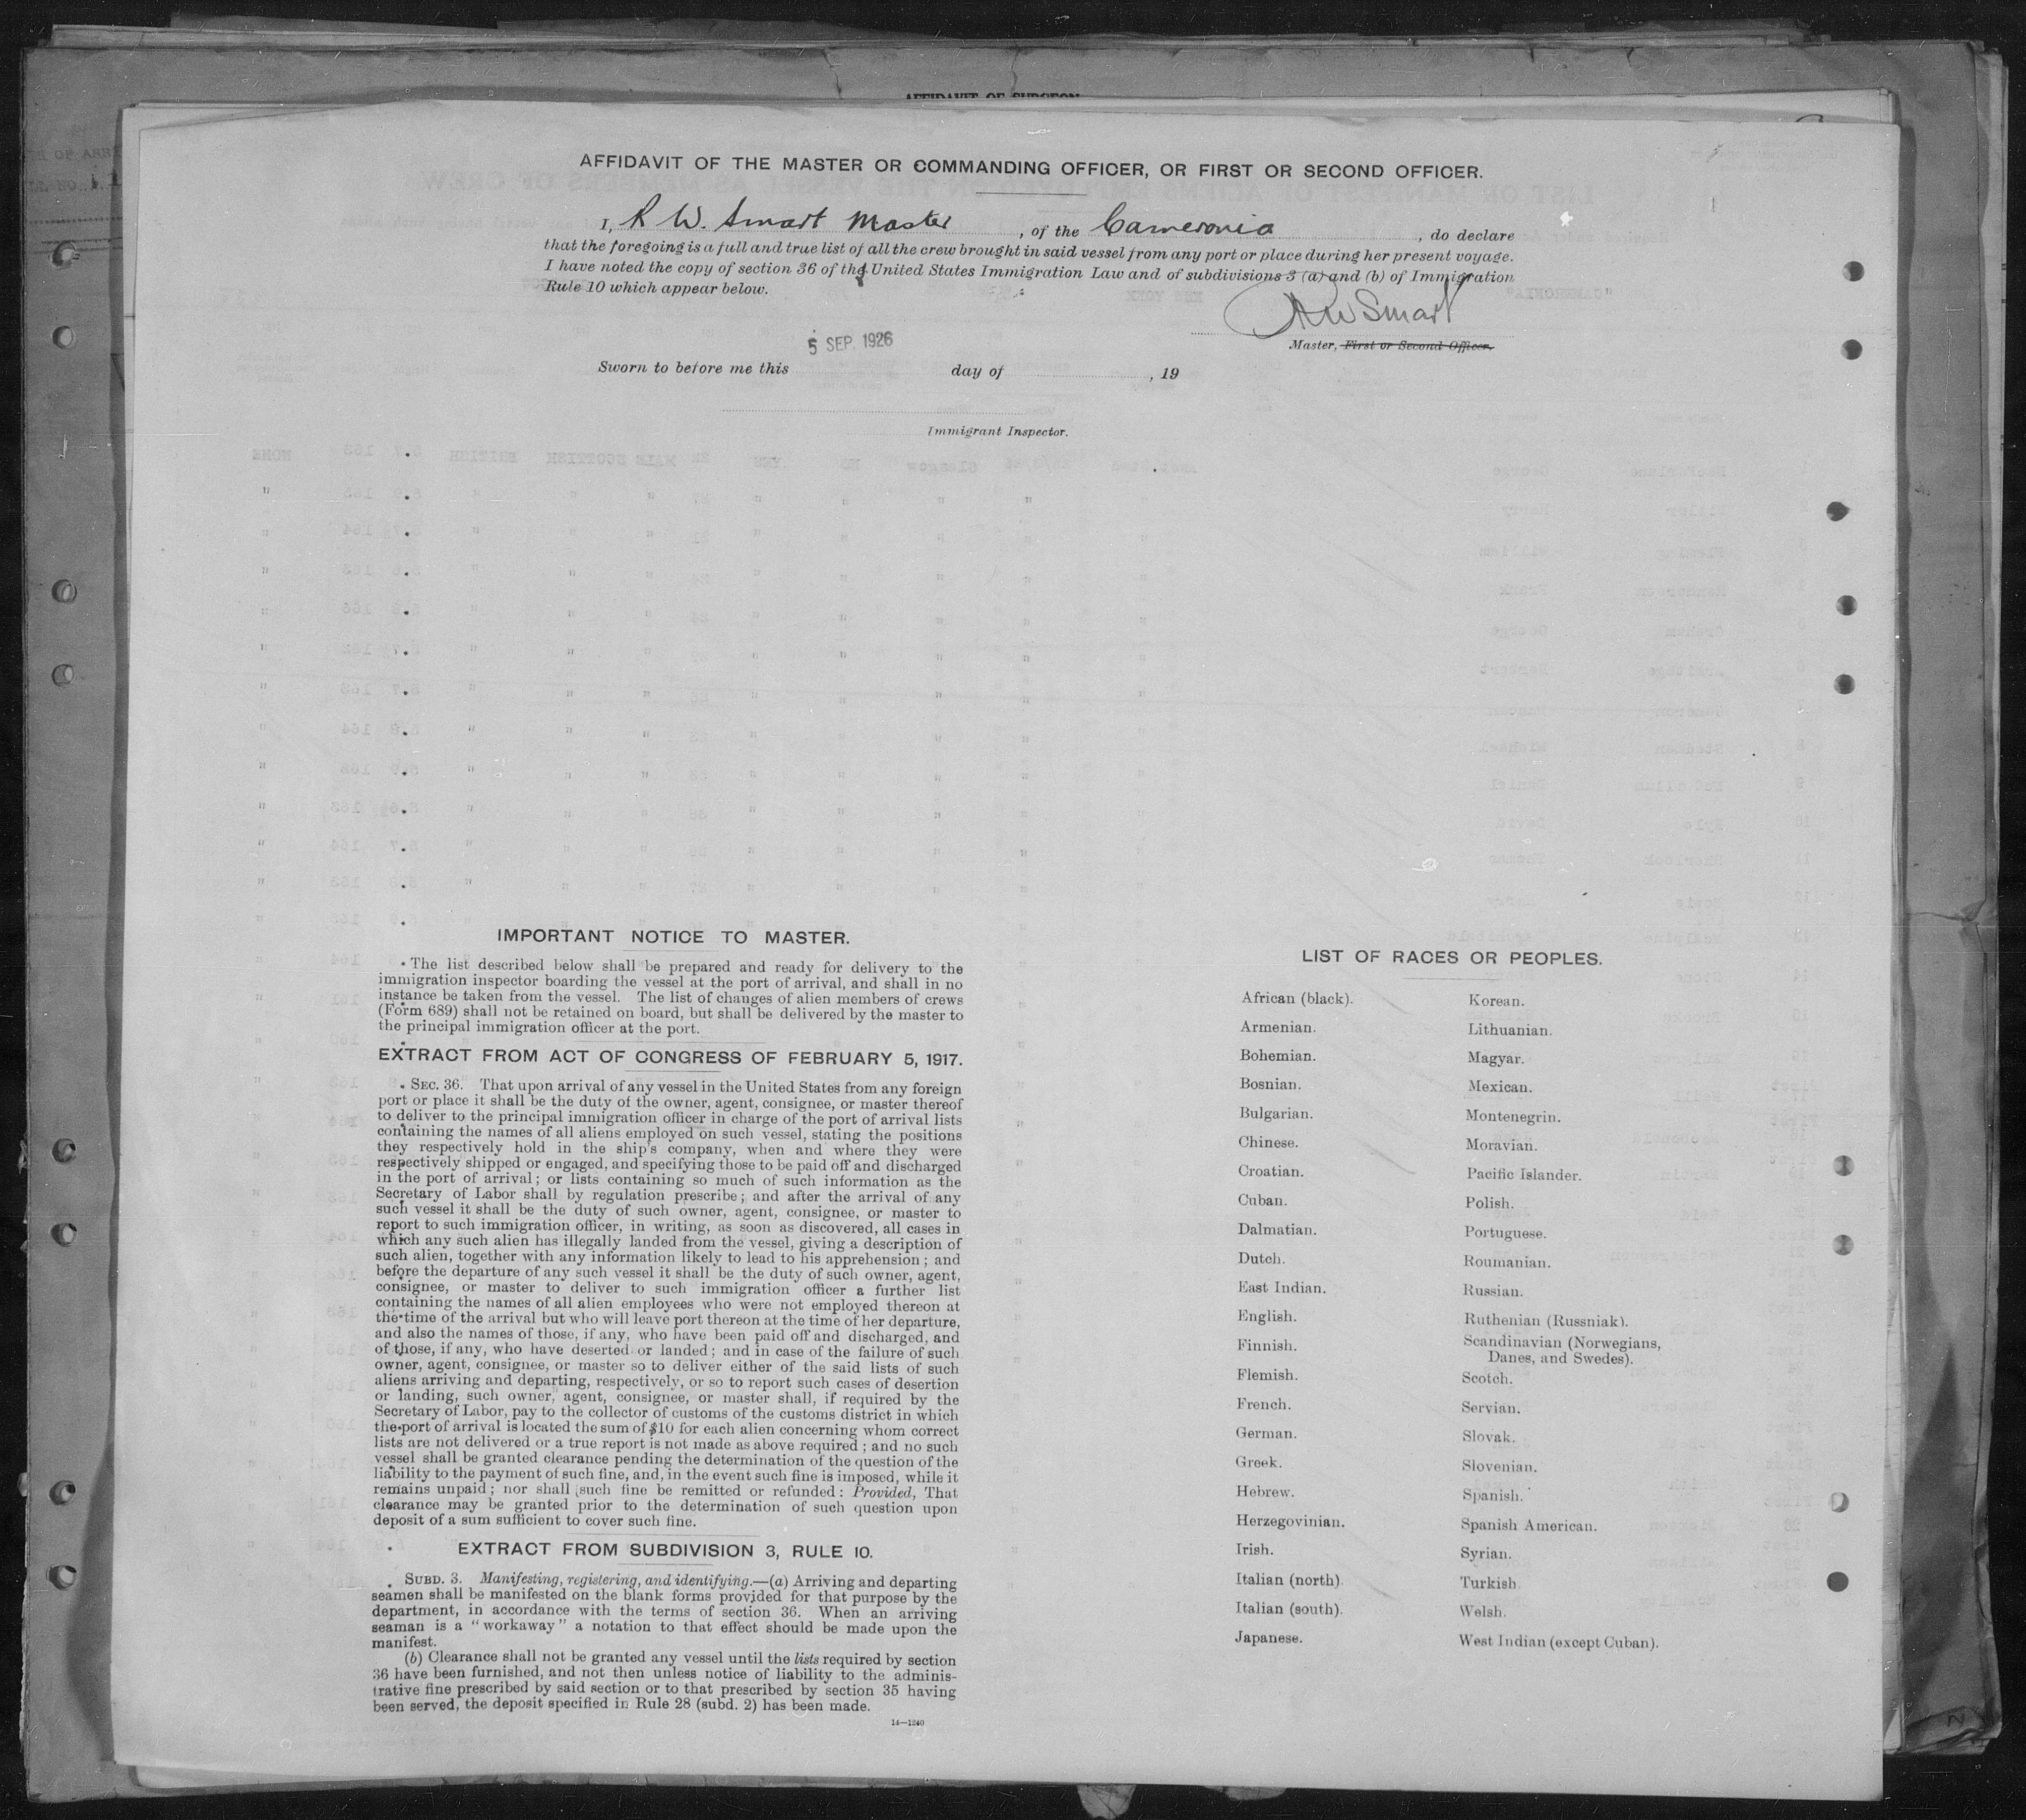 AFFIDAVIT OF SURGEON
AFFIDAVIT OF THE MASTER OR COMMANDING OFFICER, OR FIRST OR SECOND OFFICER.
I, R W. Smart Master, of the Cameronia, do declare
that the foregoing is a full and true list of all the crew brought in said vessel from any port or place during her present voyage.
I have noted the copy of section 36 of the United States Immigration Law and of subdivisions 3 (a) and (b) of Immigration
Rule 10 which appear below.
RW Smart
Master, First or Second Officer.
5 SEP. 1926
Sworn to before me this day of , 19
Immigrant Inspector.
IMPORTANT NOTICE TO MASTER.
The list described below shall be prepared and ready for delivery to the
immigration inspector boarding the vessel at the port of arrival, and shall in no
instance be taken from the vessel. The list of changes of alien members of crews
(Form 689) shall not be retained on board, but shall be delivered by the master to
the principal immigration officer at the port.
EXTRACT FROM ACT OF CONGRESS OF FEBRUARY 5, 1917.
SEC. 36. That upon arrival of any vessel in the United States from any foreign
port or place it shall be the duty of the owner, agent, consignee, or master thereof
to deliver to the principal immigration officer in charge of the port of arrival lists
containing the names of all aliens employed on such vessel, stating the positions
they respectively hold in the ship's company, when and where they were
respectively shipped or engaged, and specifying those to be paid off and discharged
in the port of arrival; or lists containing so much of such information as the
Secretary of Labor shall by regulation prescribe; and after the arrival of any
such vessel it shall be the duty of such owner, agent, consignee, or master to
report to such immigration officer, in writing, as soon as discovered, all cases in
which any such alien has illegally landed from the vessel, giving a description of
such alien, together with any information likely to lead to his apprehension; and
before the departure of any such vessel it shall be the duty of such owner, agent,
consignee, or master to deliver to such immigration officer a further list
containing the names of all alien employees who were not employed thereon at
the time of the arrival but who will leave port thereon at the time of her departure,
and also the names of those, if any, who have been paid off and discharged, and
of those, if any, who have deserted or landed; and in case of the failure of such
owner, agent, consignee, or master so to deliver either of the said lists of such
aliens arriving and departing, respectively, or so to report such cases of desertion
or landing, such owner, agent, consignee, or master shall, if required by the
Secretary of Labor, pay to the collector of customs of the customs district in which
the port of arrival is located the sum of $10 for each alien concerning whom correct
lists are not delivered or a true report is not made as above required; and no such
vessel shall be granted clearance pending the determination of the question of the
liability to the payment of such fine, and, in the event such fine is imposed, while it
remains unpaid; nor shall such fine be remitted or refunded: Provided, That
clearance may be granted prior to the determination of such question upon
deposit of a sum sufficient to cover such fine.
EXTRACT FROM SUBDIVISION 3, RULE 10.
SUBD. 3. Manifesting, registering, and identifying.—(a) Arriving and departing
seamen shall be manifested on the blank forms provided for that purpose by the
department, in accordance with the terms of section 36. When an arriving
seaman is a "workaway" a notation to that effect should be made upon the
manifest.
(b) Clearance shall not be granted any vessel until the lists required by section
36 have been furnished, and not then unless notice of liability to the adminis-
trative fine prescribed by said section or to that prescribed by section 35 having
been served, the deposit specified in Rule 28 (subd. 2) has been made.
14—1240
LIST OF RACES OR PEOPLES.
African (black).
Armenian.
Bohemian.
Bosnian.
Bulgarian.
Chinese.
Croatian.
Cuban.
Dalmatian.
Dutch.
East Indian.
English.
Finnish.
Flemish.
French.
German.
Greek.
Hebrew.
Herzegovinian.
Irish.
Italian (north).
Italian (south).
Japanese.
Korean.
Lithuanian.
Magyar.
Mexican.
Montenegrin.
Moravian.
Pacific Islander.
Polish.
Portuguese.
Roumanian.
Russian.
Ruthenian (Russniak).
Scandinavian (Norwegians,
Danes, and Swedes).
Scotch.
Servian.
Slovak.
Slovenian.
Spanish.
Spanish American.
Syrian.
Turkish.
Welsh.
West Indian (except Cuban).